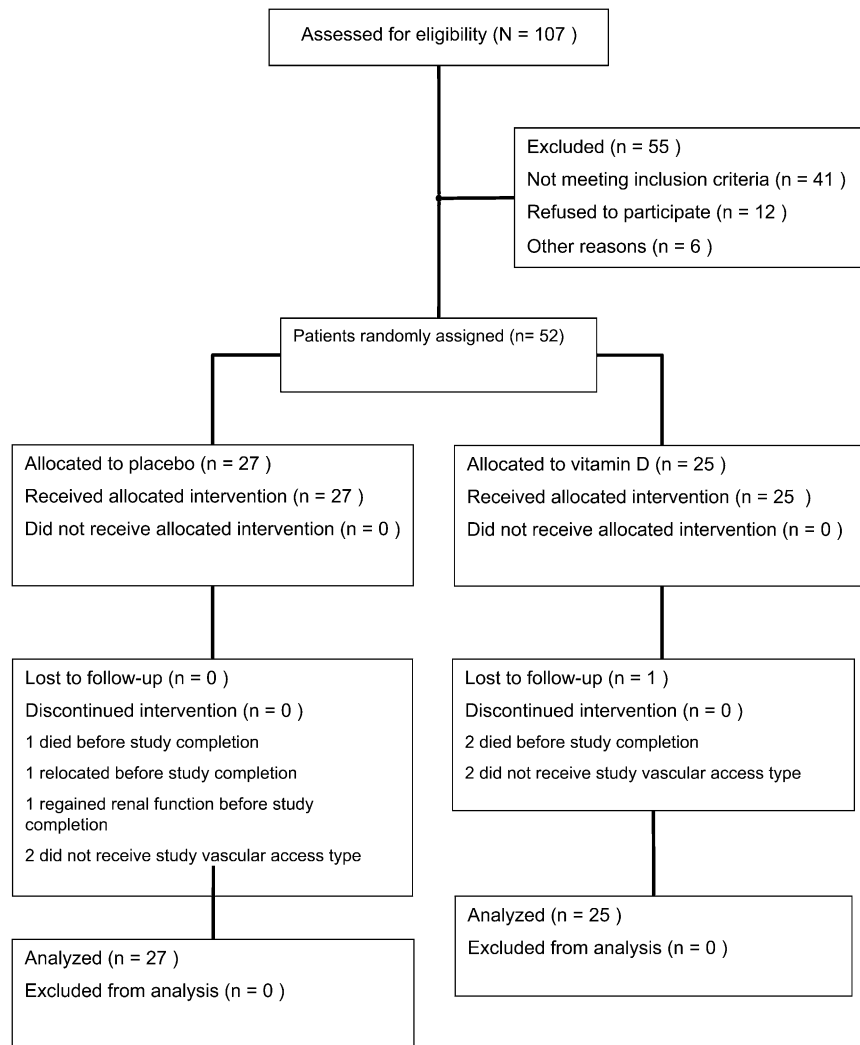 Assessed for eligibility (N = 107 )
Excluded (n = 55 )
Not meeting inclusion criteria (n = 41 )
Refused to participate (n = 12 )
Other reasons (n = 6 )
Patients randomly assigned (n= 52)
Allocated to placebo (n = 27 )
Received allocated intervention (n = 27 )
Did not receive allocated intervention (n = 0 )
Allocated to vitamin D (n = 25 )
Received allocated intervention (n = 25 )
Did not receive allocated intervention (n = 0 )
Lost to follow-up (n = 0 )
Discontinued intervention (n = 0 )
1 died before study completion
1 relocated before study completion
1 regained renal function before study
completion
2 did not receive study vascular access type
Lost to follow-up (n = 1 )
Discontinued intervention (n = 0 )
2 died before study completion
2 did not receive study vascular access type
Analyzed (n = 27 )
Excluded from analysis (n = 0 )
Analyzed (n = 25 )
Excluded from analysis (n = 0 )